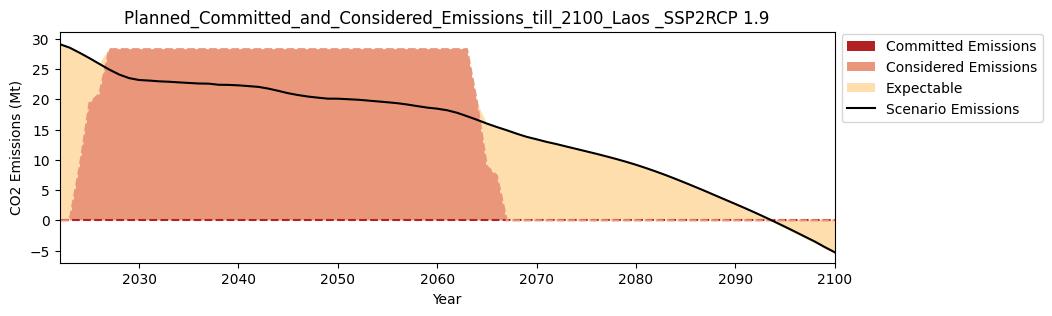 Planned_Committed_and_Considered_Emissions_till_2100_Laos _SSP2RCP 1.9
30
25
20
15
10
5
0
−5
CO2 Emissions (Mt)
2030 2040 2050 2060 2070 2080 2090 2100
Year
Committed Emissions
Considered Emissions
Expectable
Scenario Emissions